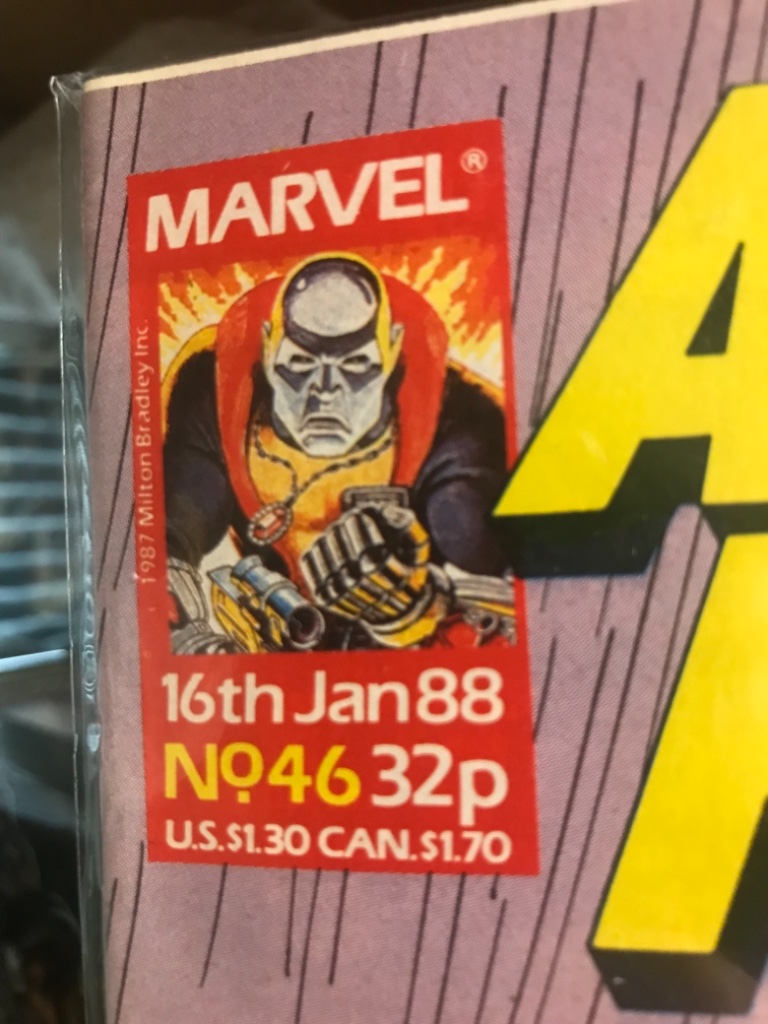 MARVEL®
1987 Milton Bradley Inc.
16th Jan 88
Nº46 32p
U.S.$1.30 CAN.$1.70